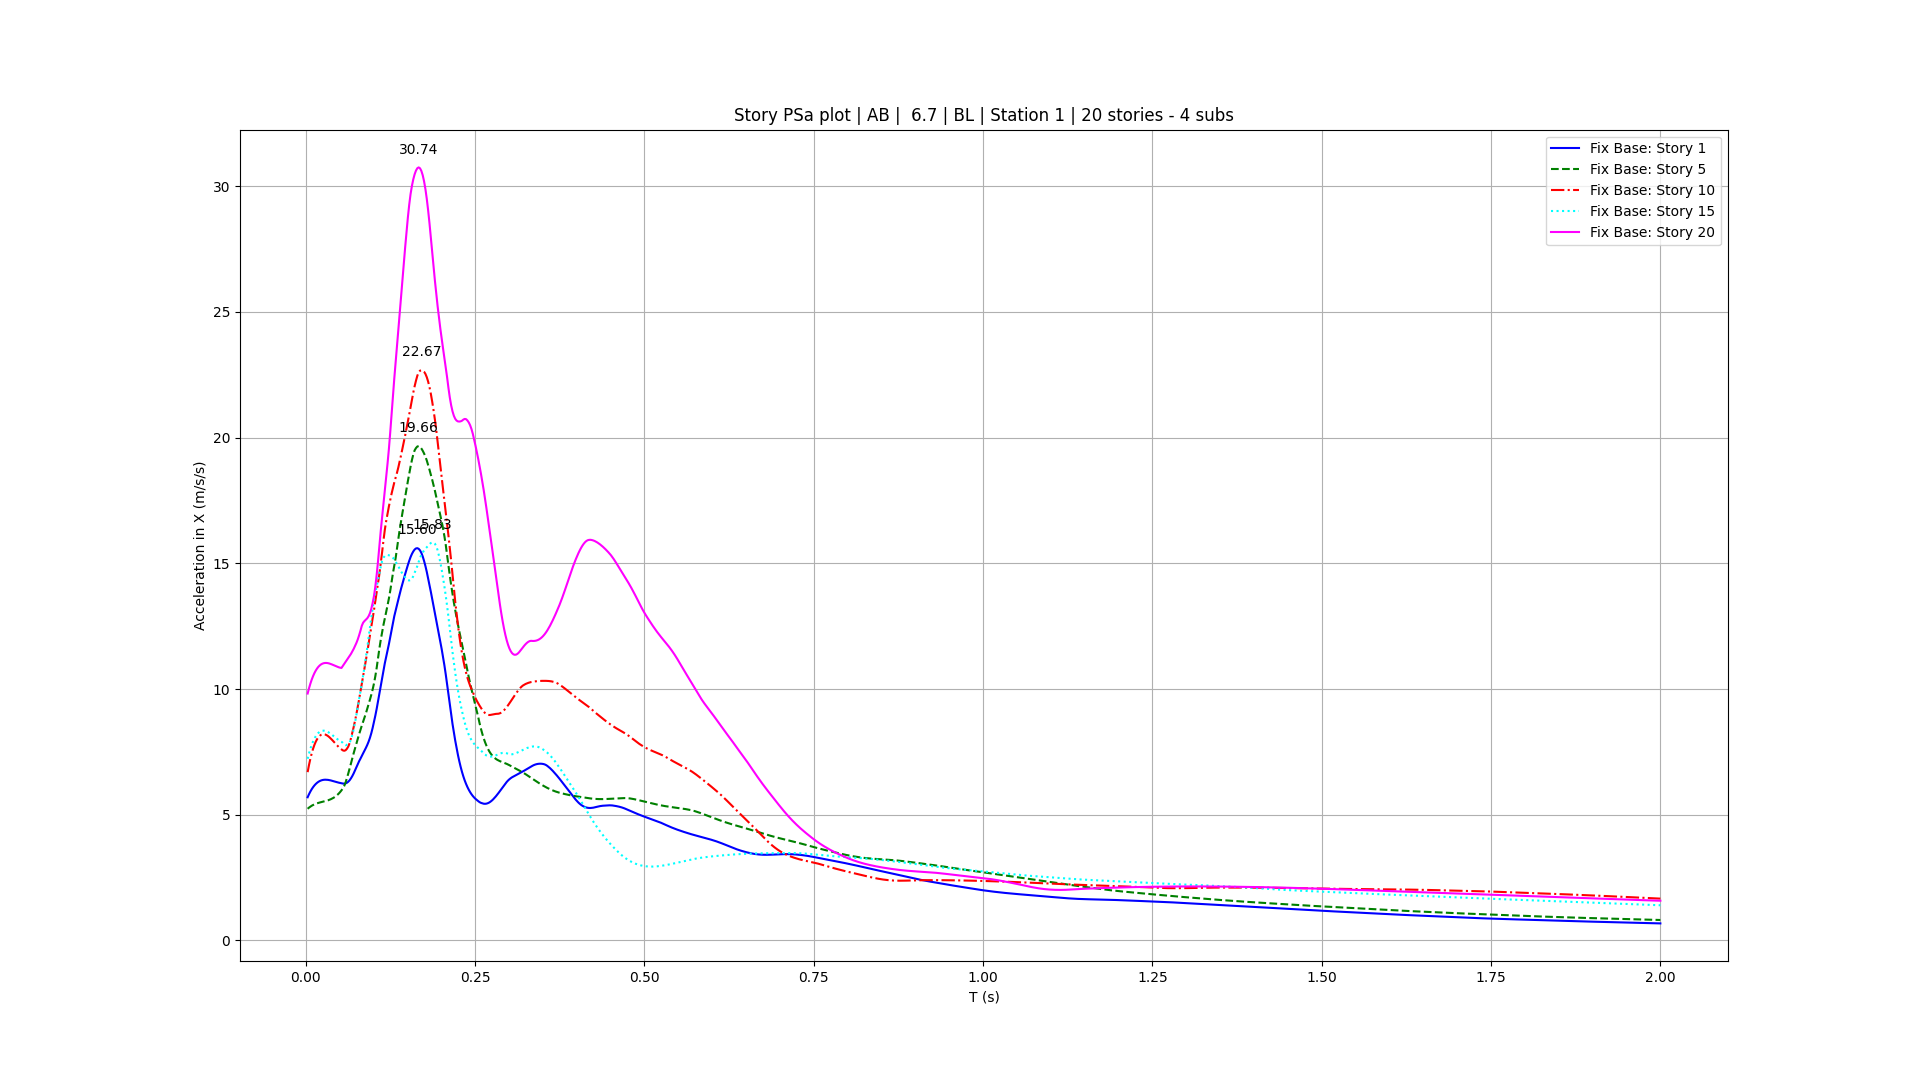 Story PSa plot | AB |  6.7 | BL | Station 1 | 20 stories - 4 subs
30.74
22.67
19.66
15.83
15.60
Fix Base: Story 1
Fix Base: Story 5
Fix Base: Story 10
Fix Base: Story 15
Fix Base: Story 20
Acceleration in X (m/s/s)
30
25
20
15
10
5
0
0.00 0.25 0.50 0.75 1.00 1.25 1.50 1.75 2.00
T (s)